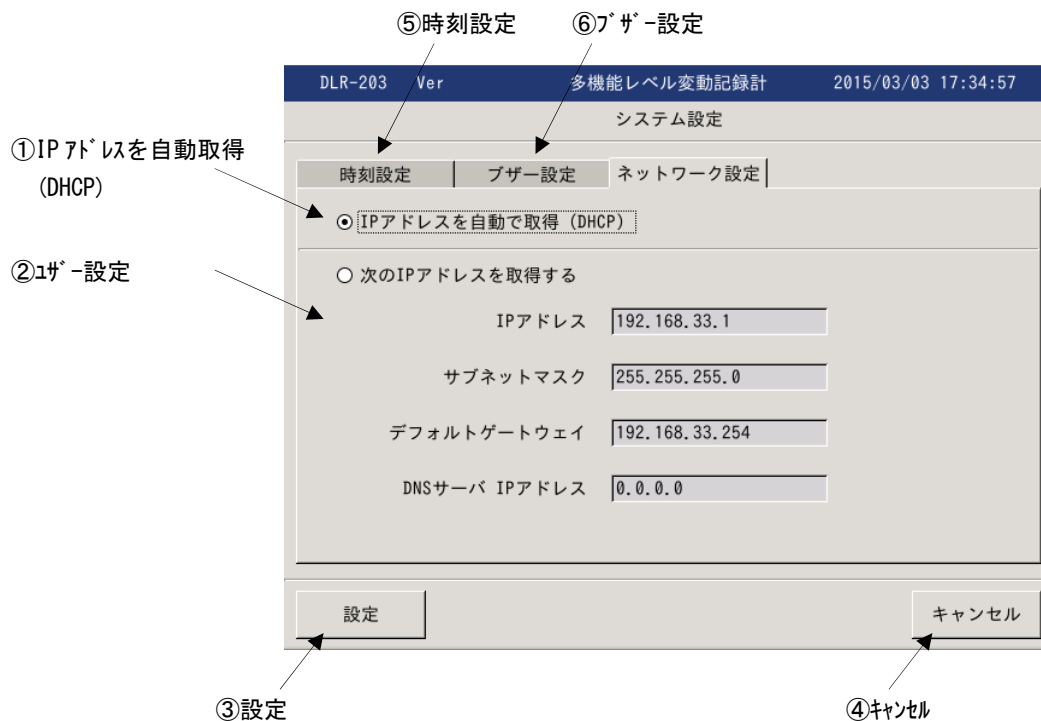 ⑤時刻設定 ⑥ﾌﾞｻﾞｰ設定
DLR-203 Ver 多機能レベル変動記録計 2015/03/03 17:34:57
システム設定
①IPｱﾄﾞﾚｽを自動取得
(DHCP)
時刻設定 ブザー設定 ネットワーク設定
IPアドレスを自動で取得 (DHCP)
②ﾕｻﾞｰ設定
次のIPアドレスを取得する
IPアドレス 192.168.33.1
サブネットマスク 255.255.255.0
デフォルトゲートウェイ 192.168.33.254
DNSサーバ IPアドレス 0.0.0.0
設定 キャンセル
③設定 ④ｷｬﾝｾﾙ